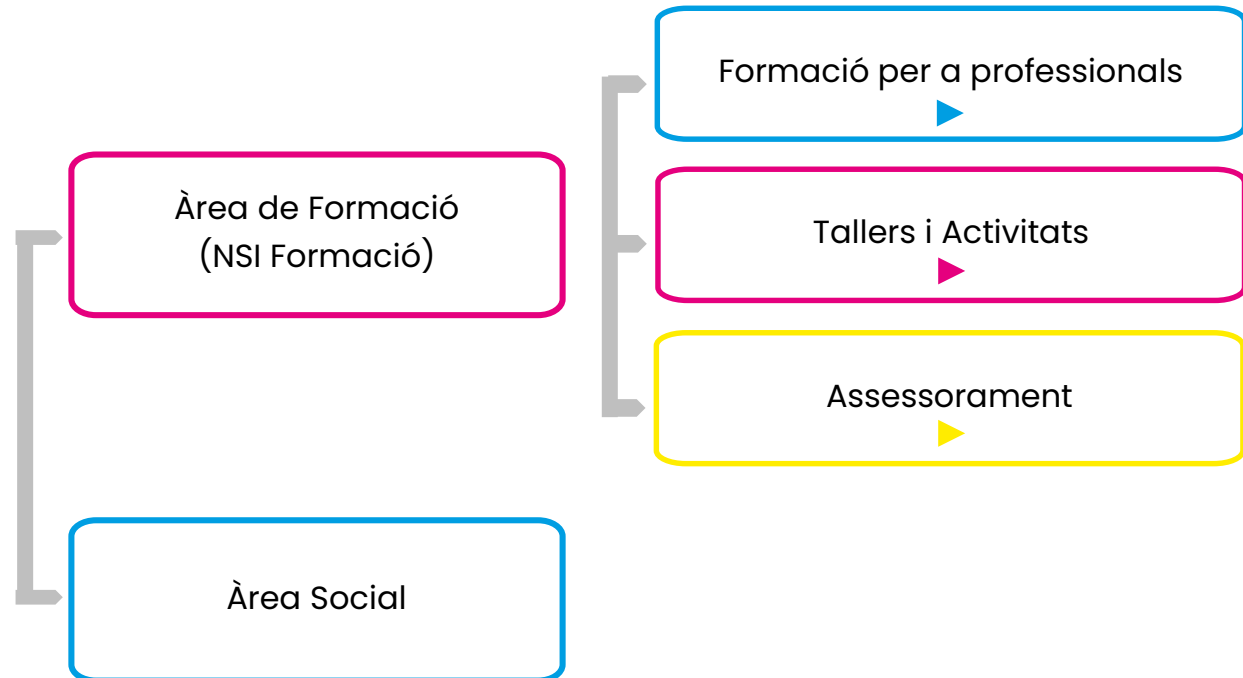 Àrea de Formació
(NSI Formació)
Àrea Social
Formació per a professionals
Tallers i Activitats
Assessorament